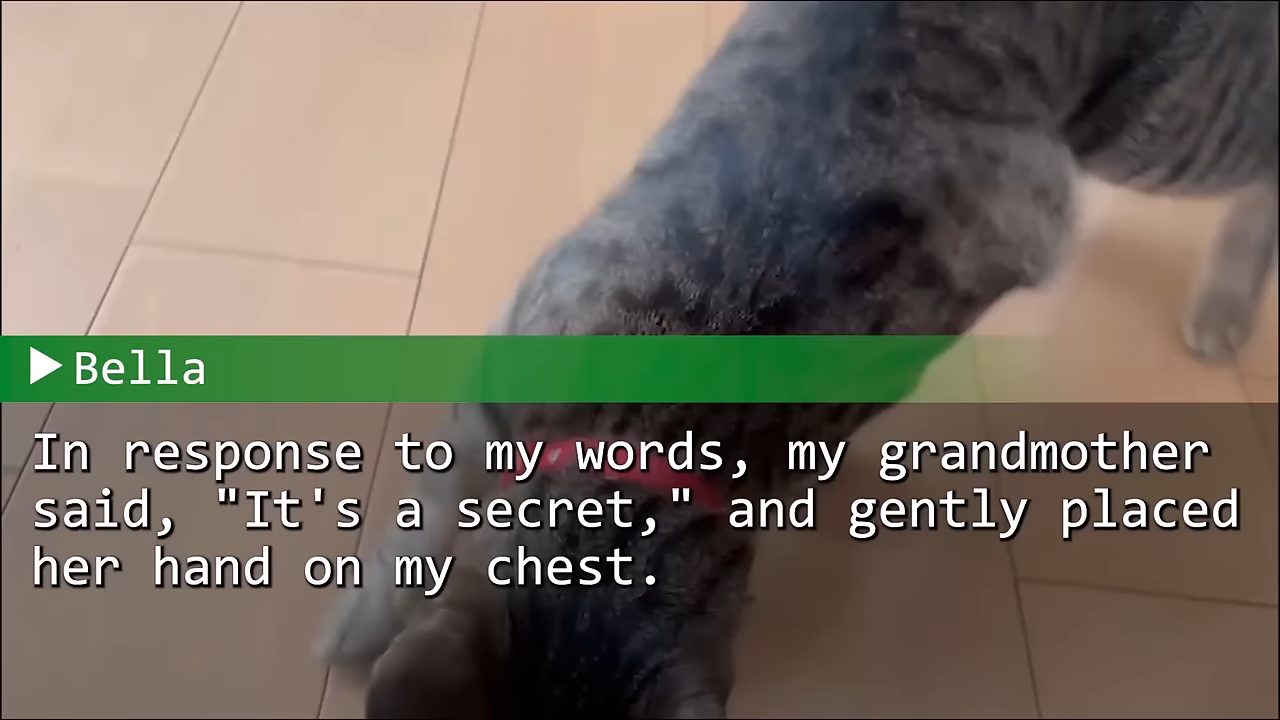 Bella
In response to my words, my grandmother
said, "It's a secret," and gently placed
her hand on my chest.